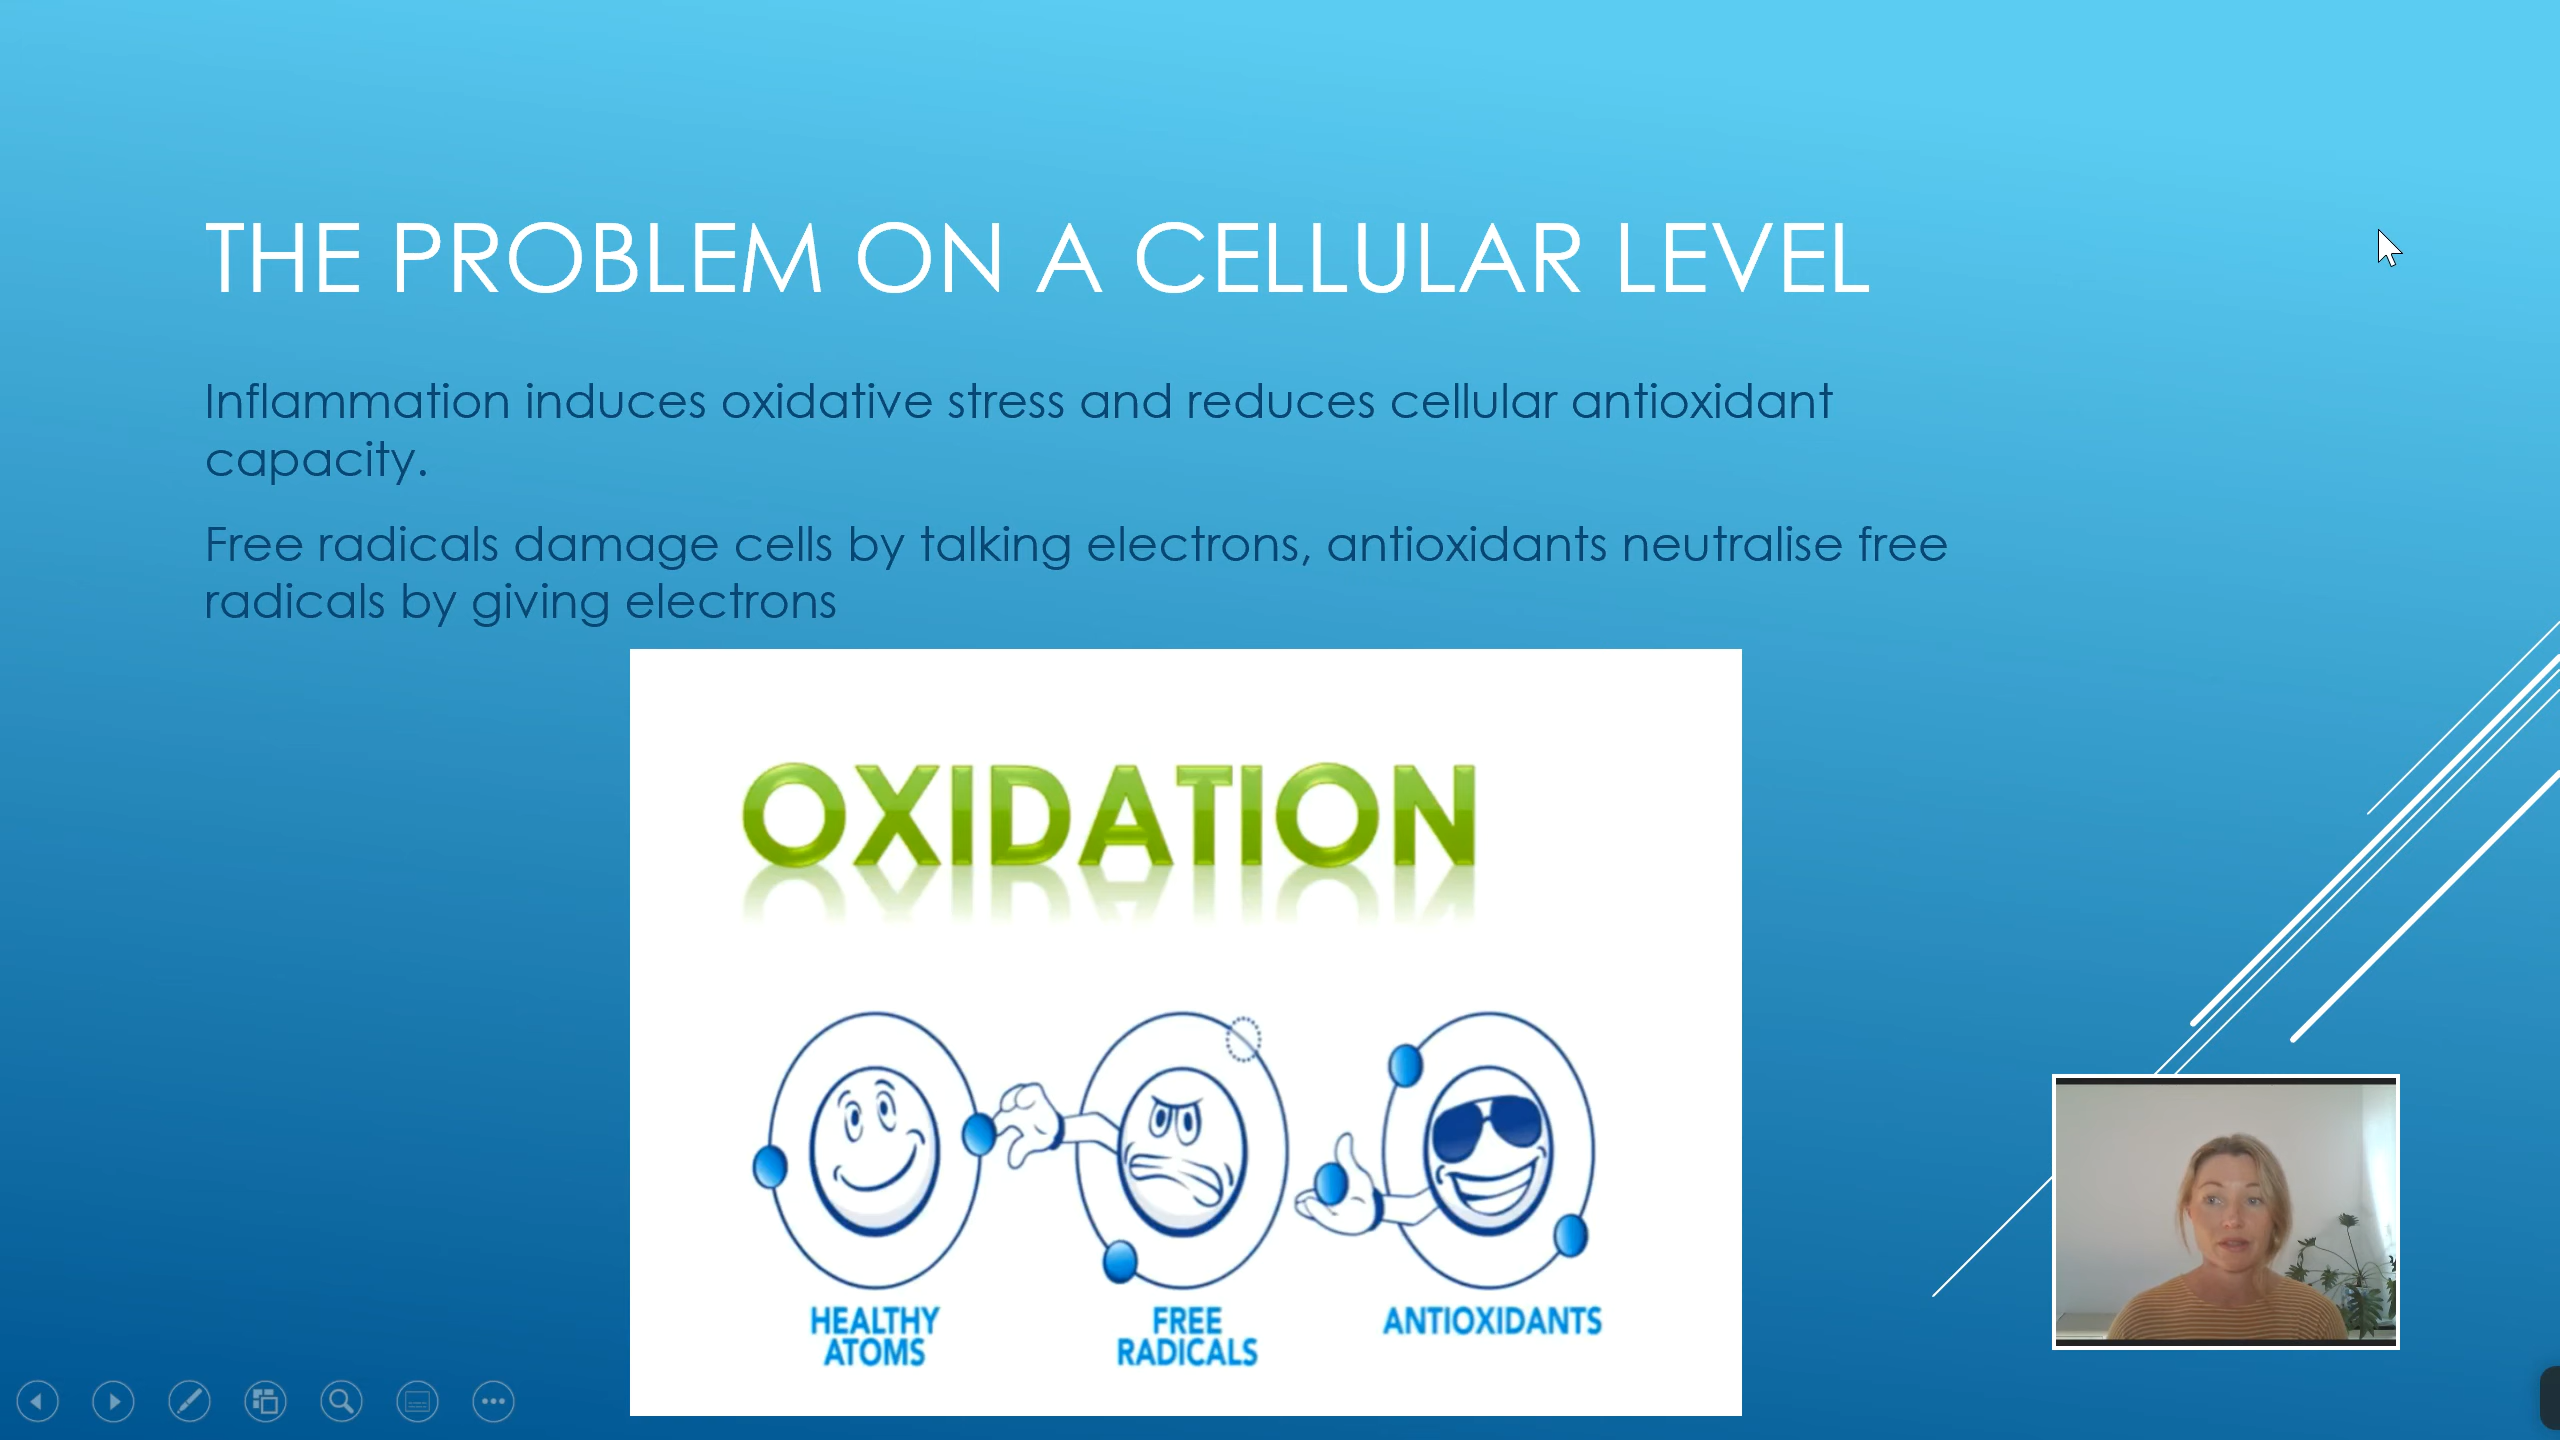 THE PROBLEM ON A CELLULAR LEVEL
Inflammation induces oxidative stress and reduces cellular antioxidant
capacity.
Free radicals damage cells by talking electrons, antioxidants neutralise free
radicals by giving electrons
OXIDATION
HEALTHY
ATOMS
FREE
RADICALS
ANTIOXIDANTS